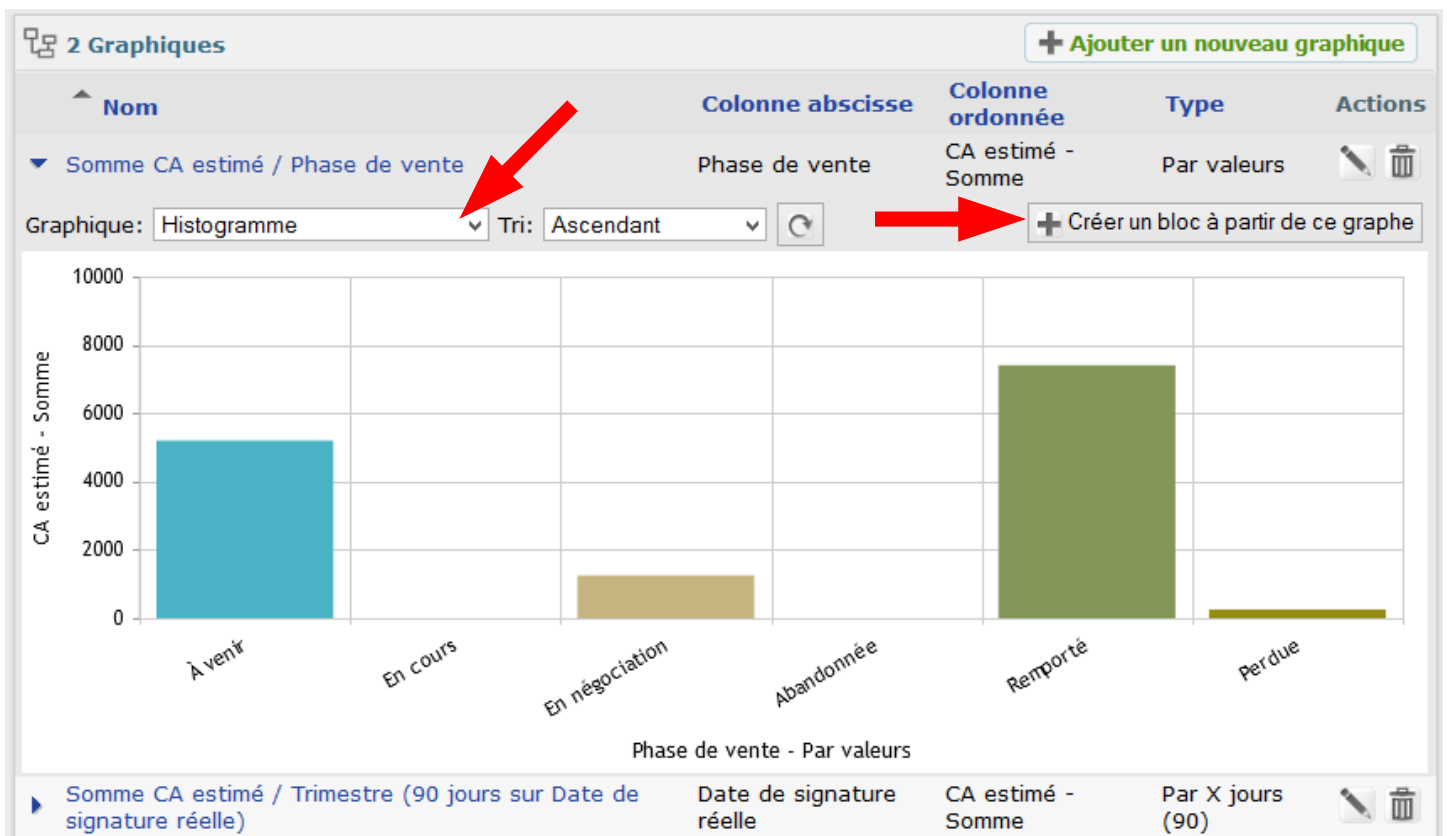 2 Graphiques
Ajouter un nouveau graphique
Nom
Colonne abscisse
Colonne
ordonnée
Type
Actions
Somme CA estimé / Phase de vente
Phase de vente
CA estimé -
Somme
Par valeurs
Graphique: Histogramme
Tri: Ascendant
Créer un bloc à partir de ce graphe
10000
8000
6000
4000
2000
0
CA estimé - Somme
À venir
En cours
En négociation
Abandonnée
Remporté
Perdue
Phase de vente - Par valeurs
Somme CA estimé / Trimestre (90 jours sur Date de
signature réelle)
Date de signature
réelle
CA estimé -
Somme
Par X jours
(90)